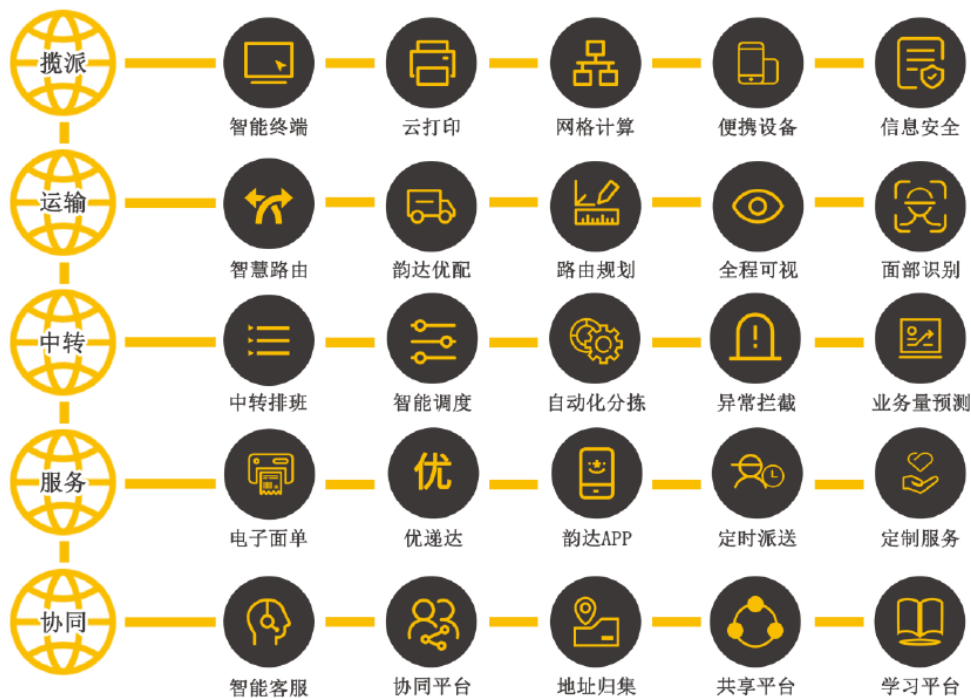 揽派
智能终端
云打印
网格计算
便携设备
信息安全
运输
智慧路由
韵达优配
路由规划
全程可视
面部识别
中转
中转排班
智能调度
自动化分拣
异常拦截
业务量预测
服务
优
电子面单
优递达
韵达APP
定时派送
定制服务
协同
智能客服
协同平台
地址归集
共享平台
学习平台